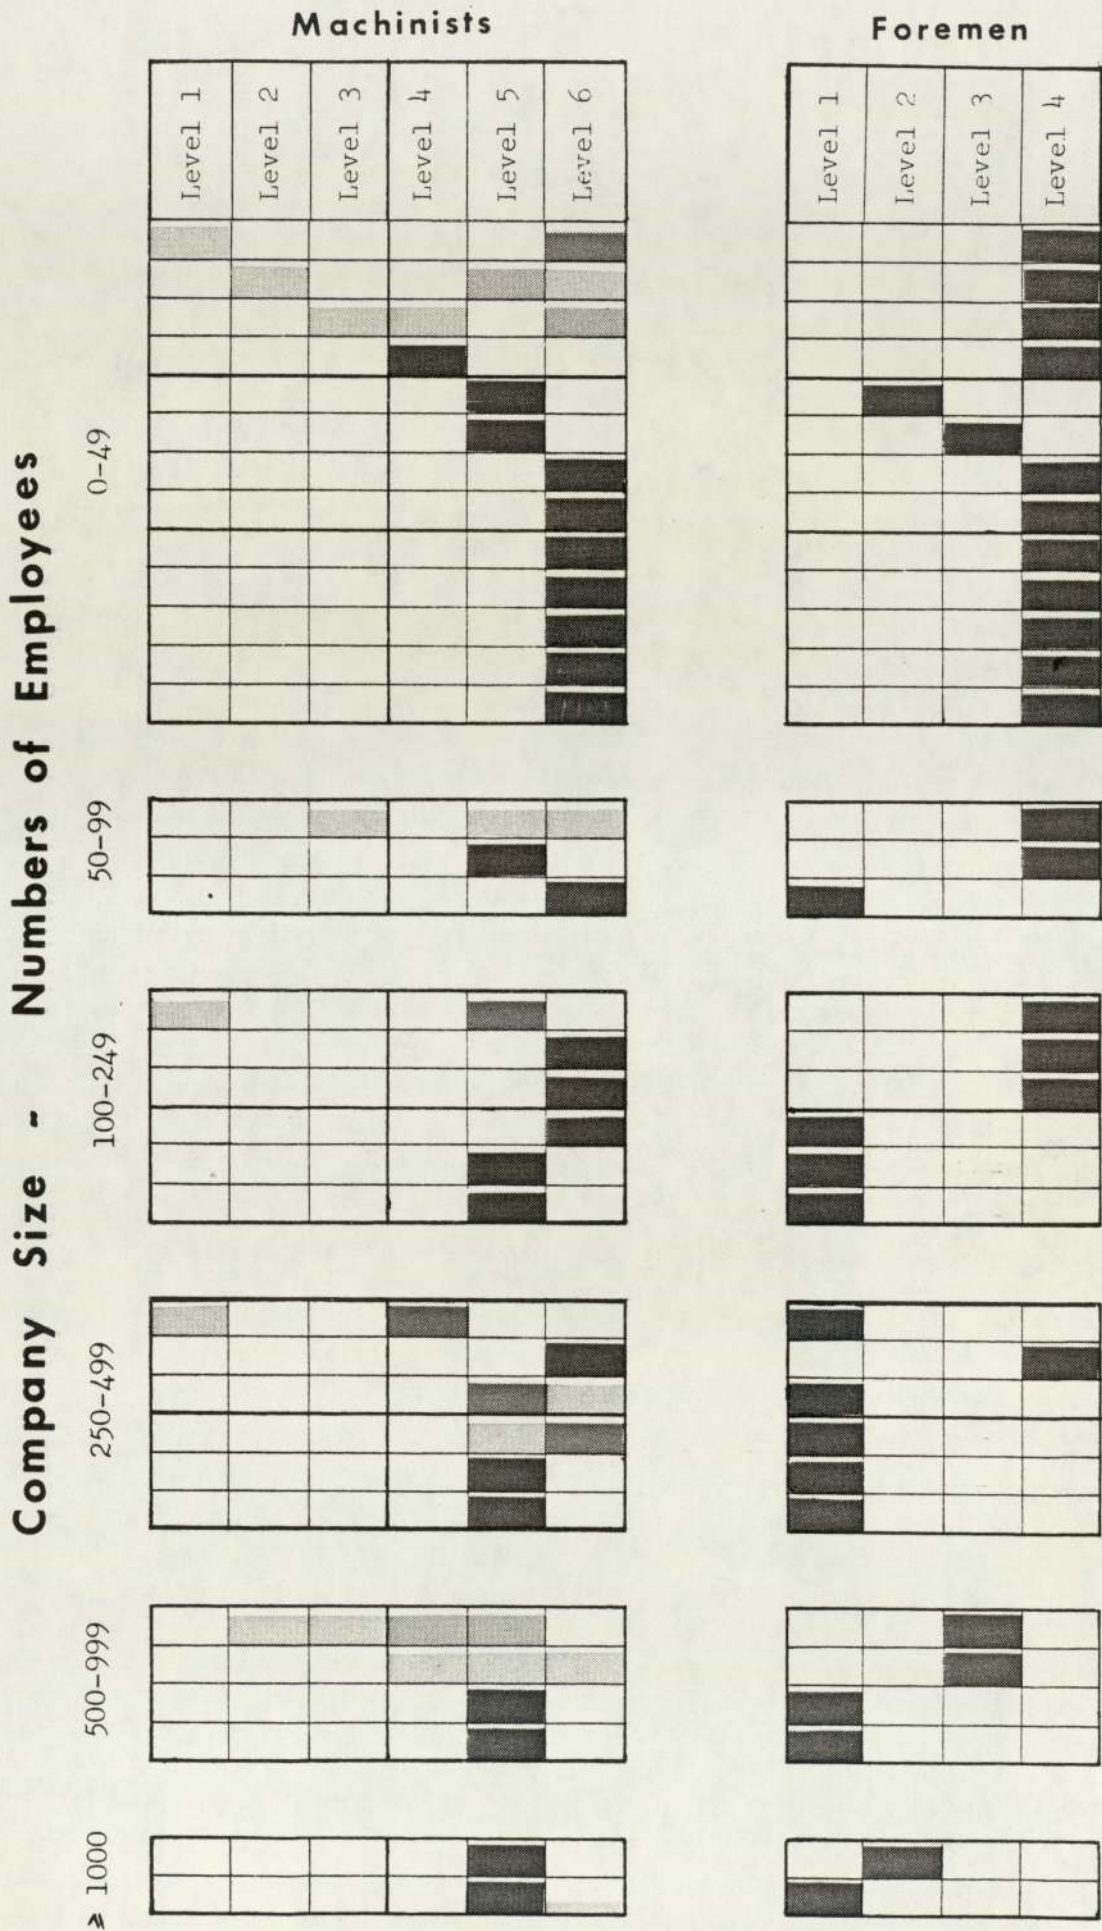 Machinists
Foremen
Level 1
Level 2
Level 3
Level 4
Level 5
Level 6
Level 1
Level 2
Level 3
Level 4
Company Size - Numbers of Employees
0-49
50-99
100-249
250-499
500-999
⩾ 1000